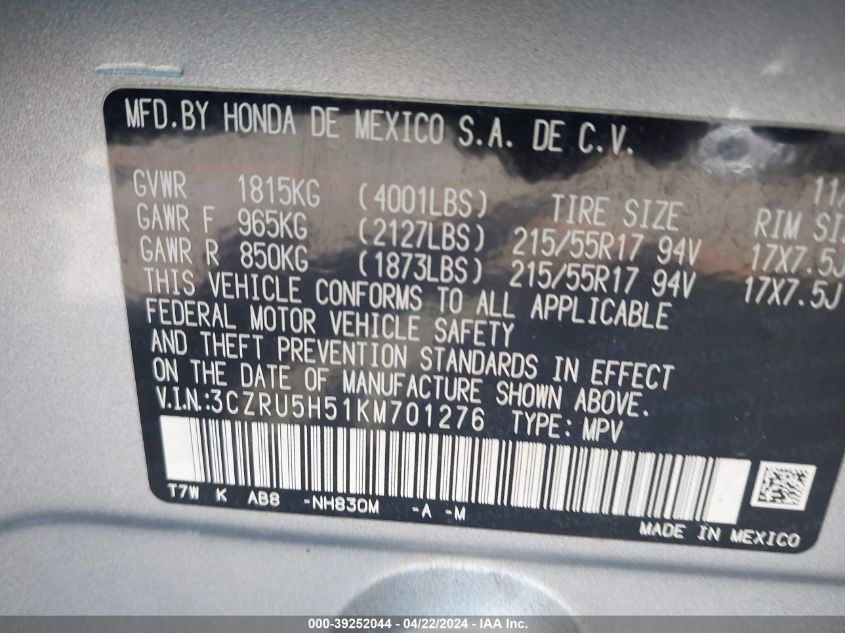 MFD.BY HONDA DE MEXICO S.A. DE C.V.
11/
GVWR 1815KG (4001LBS) TIRE SIZE RIM SIZ
GAWR F 965KG (2127LBS) 215/55R17 94V 17X7.5J
GAWR R 850KG (1873LBS) 215/55R17 94V 17X7.5J
THIS VEHICLE CONFORMS TO ALL APPLICABLE
FEDERAL MOTOR VEHICLE SAFETY
AND THEFT PREVENTION STANDARDS IN EFFECT
ON THE DATE OF MANUFACTURE SHOWN ABOVE.
V.I.N.:3CZRU5H51KM701276 TYPE: MPV
T7W K AB8 -NH830M -A -M
MADE IN MEXICO
000-39252044 - 04/22/2024 - IAA Inc.